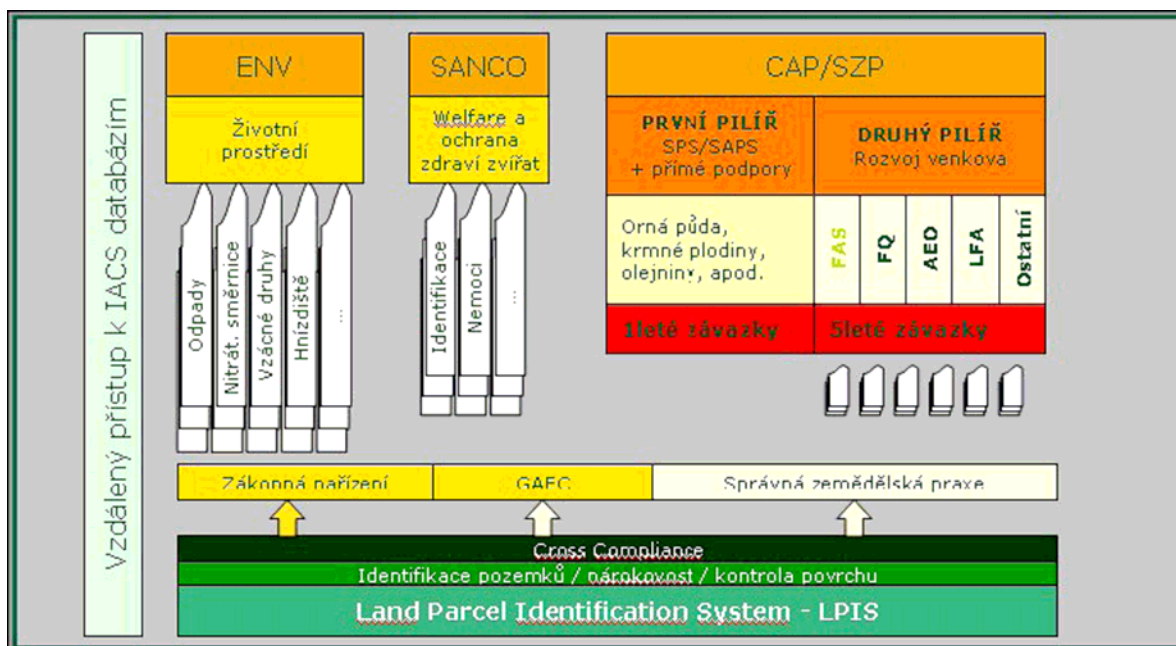 Vzdálený přístup k IACS databázím
ENV
Životní
prostředí
Odpady
Nitrát. směrnice
Vzácné druhy
Hnízdiště
...
SANCO
Welfare a
ochrana
zdraví zvířat
Identifikace
Nemoci
...
CAP/SZP
PRVNÍ PILÍŘ
SPS/SAPS
+ přímé podpory
DRUHÝ PILÍŘ
Rozvoj venkova
Orná půda,
krmné plodiny,
olejniny, apod.
FAS
FQ
AEO
LFA
Ostatní
1leté závazky
5leté závazky
Zákonná nařízení
GAEC
Správná zemědělská praxe
Cross Compliance
Identifikace pozemků / nárokovost / kontrola povrchu
Land Parcel Identification System - LPIS